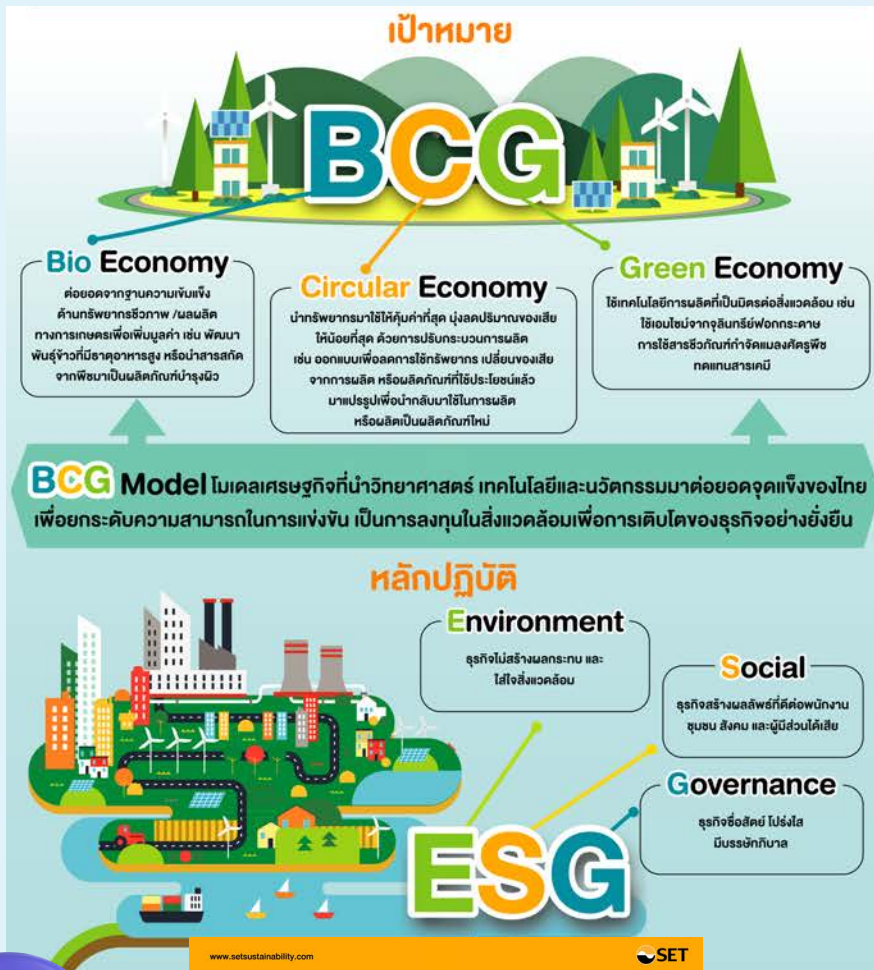 เป้าหมาย
BCG
Bio Economy
ต่อยอดจากฐานความเข้มแข็ง
ด้านทรัพยากรชีวภาพ /ผลผลิต
ทางการเกษตรเพื่อเพิ่มมูลค่า เช่น พัฒนา
พันธุ์ข้าวที่มีธาตุอาหารสูง หรือนำสารสกัด
จากพืชมาเป็นผลิตภัณฑ์บำรุงผิว
Circular Economy
นำทรัพยากรมาใช้ให้คุ้มค่าที่สุด มุ่งลดปริมาณของเสีย
ให้น้อยที่สุด ด้วยการปรับกระบวนการผลิต
เช่น ออกแบบเพื่อลดการใช้ทรัพยากร เปลี่ยนของเสีย
จากการผลิต หรือผลิตภัณฑ์ที่ใช้ประโยชน์แล้ว
มาแปรรูปเพื่อนำกลับมาใช้ในการผลิต
หรือผลิตเป็นผลิตภัณฑ์ใหม่
Green Economy
ใช้เทคโนโลยีการผลิตที่เป็นมิตรต่อสิ่งแวดล้อม เช่น
ใช้เอนไซม์จากจุลินทรีย์ฟอกกระดาษ
การใช้สารชีวภัณฑ์กำจัดแมลงศัตรูพืช
ทดแทนสารเคมี
BCG Model โมเดลเศรษฐกิจที่นำวิทยาศาสตร์ เทคโนโลยีและนวัตกรรมมาต่อยอดจุดแข็งของไทย
เพื่อยกระดับความสามารถในการแข่งขัน เป็นการลงทุนในสิ่งแวดล้อมเพื่อการเติบโตของธุรกิจอย่างยั่งยืน
หลักปฏิบัติ
Environment
ธุรกิจไม่สร้างผลกระทบ และ
ใส่ใจสิ่งแวดล้อม
Social
ธุรกิจสร้างผลลัพธ์ที่ดีต่อพนักงาน
ชุมชน สังคม และผู้มีส่วนได้เสีย
Governance
ธุรกิจซื่อสัตย์ โปร่งใส
มีบรรษัทภิบาล
ESG
www.setsustainability.com
SET